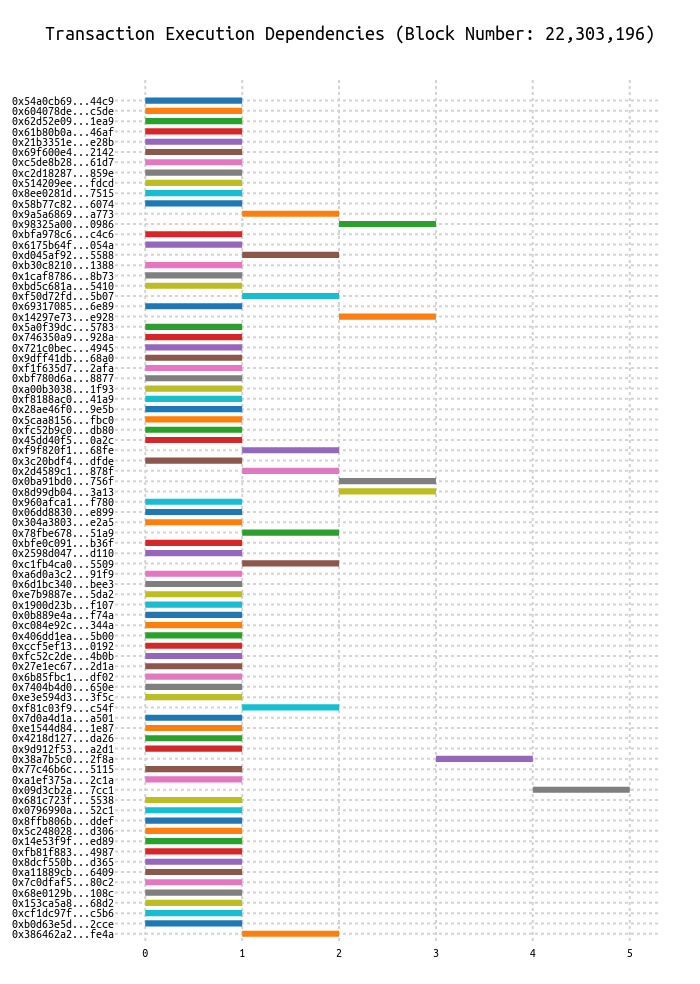 Transaction Execution Dependencies (Block Number: 22,303,196)
0x54a0cb69...44c9
0x604078de...c5de
0x62d52e09...1ea9
0x61b80b0a...46af
0x21b3351e...e28b
0x69f600e4...2142
0xc5de8b28...61d7
0xc2d18287...859e
0x514209ee...fdcd
0x8ee0281d...7515
0x58b77c82...6074
0x9a5a6869...a773
0x98325a00...0986
0xbfa978c6...c4c6
0x6175b64f...054a
0xd045af92...5588
0xb30c8210...1388
0x1caf8786...8b73
0xbd5c681a...5410
0xf50d72fd...5b07
0x69317085...6e89
0x14297e73...e928
0x5a0f39dc...5783
0x746350a9...928a
0x721c0bec...4945
0x9dff41db...68a0
0xf1f635d7...2afa
0xbf780d6a...8877
0xa00b3038...1f93
0xf8188ac0...41a9
0x28ae46f0...9e5b
0x5caa8156...fbc0
0xfc52b9c0...db80
0x45dd40f5...0a2c
0xf9f820f1...68fe
0x3c20bdf4...dfde
0x2d4589c1...878f
0x0ba91bd0...756f
0x8d99db04...3a13
0x960afca1...f780
0x06dd8830...e899
0x304a3803...e2a5
0x78fbe678...51a9
0xbfe0c091...b36f
0x2598d047...d110
0xc1fb4ca0...5509
0xa6d0a3c2...91f9
0x6d1bc340...bee3
0xe7b9887e...5da2
0x1900d23b...f107
0x0b889e4a...f74a
0xc084e92c...344a
0x406dd1ea...5b00
0xccf5ef13...0192
0xfc52c2de...4b0b
0x27e1ec67...2d1a
0x6b85fbc1...df02
0x7404b4d0...650e
0xe3e594d3...3f5c
0xf81c03f9...c54f
0x7d0a4d1a...a501
0xe1544d84...1e87
0x4218d127...da26
0x9d912f53...a2d1
0x38a7b5c0...2f8a
0x77c46b6c...5115
0xa1ef375a...2c1a
0x09d3cb2a...7cc1
0x681c723f...5538
0x0796990a...52c1
0x8ffb806b...ddef
0x5c248028...d306
0x14e53f9f...ed89
0xfb81f883...4987
0x8dcf550b...d365
0xa11889cb...6409
0x7c0dfaf5...80c2
0x68e0129b...108c
0x153ca5a8...68d2
0xcf1dc97f...c5b6
0xb0d63e5d...2cce
0x386462a2...fe4a
0 1 2 3 4 5